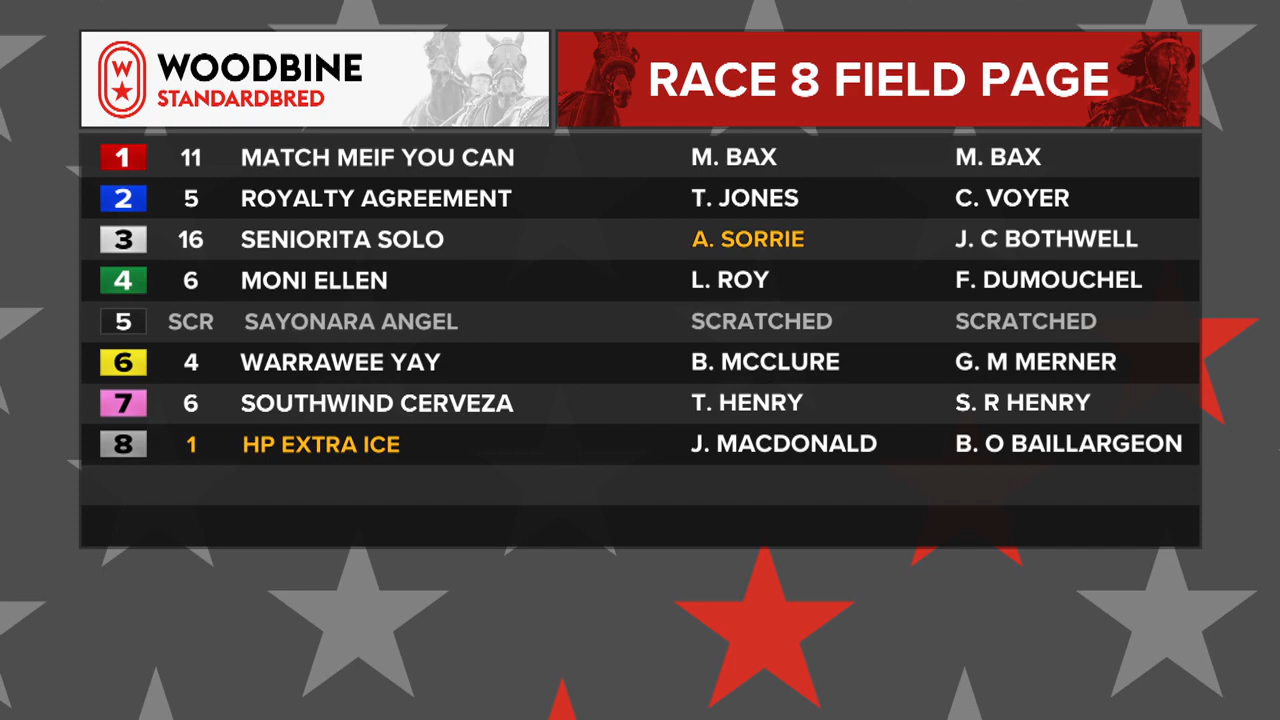 W WOODBINE
STANDARDBRED
RACE 8 FIELD PAGE
1 11 MATCH MEIF YOU CAN M. BAX M. BAX
2 5 ROYALTY AGREEMENT T. JONES C. VOYER
3 16 SENIORITA SOLO A. SORRIE J. C BOTHWELL
4 6 MONI ELLEN L. ROY F. DUMOUCHEL
5 SCR SAYONARA ANGEL SCRATCHED SCRATCHED
6 4 WARRAWEE YAY B. MCCLURE G. M MERNER
7 6 SOUTHWIND CERVEZA T. HENRY S. R HENRY
8 1 HP EXTRA ICE J. MACDONALD B. O BAILLARGEON